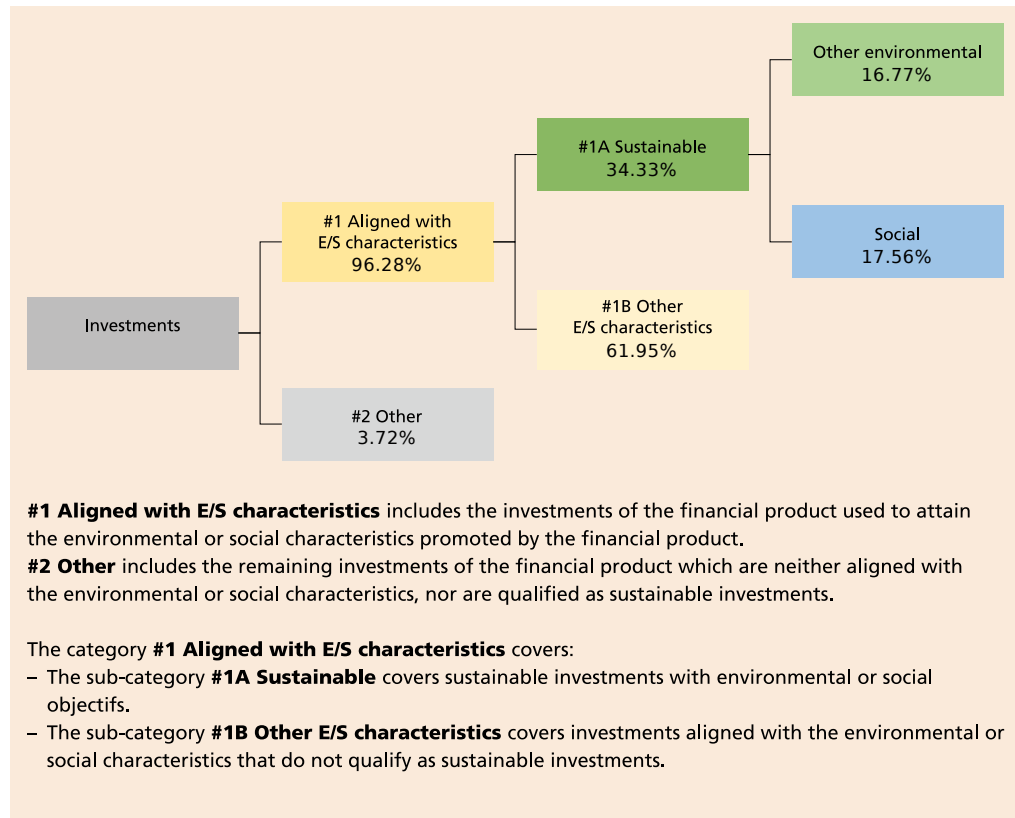 Other environmental
16.77%
#1A Sustainable
34.33%
#1 Aligned with
E/S characteristics
96.28%
Social
17.56%
#1B Other
E/S characteristics
61.95%
Investments
#2 Other
3.72%
#1 Aligned with E/S characteristics includes the investments of the financial product used to attain
the environmental or social characteristics promoted by the financial product.
#2 Other includes the remaining investments of the financial product which are neither aligned with
the environmental or social characteristics, nor are qualified as sustainable investments.
The category #1 Aligned with E/S characteristics covers:
– The sub-category #1A Sustainable covers sustainable investments with environmental or social
objectifs.
– The sub-category #1B Other E/S characteristics covers investments aligned with the environmental or
social characteristics that do not qualify as sustainable investments.